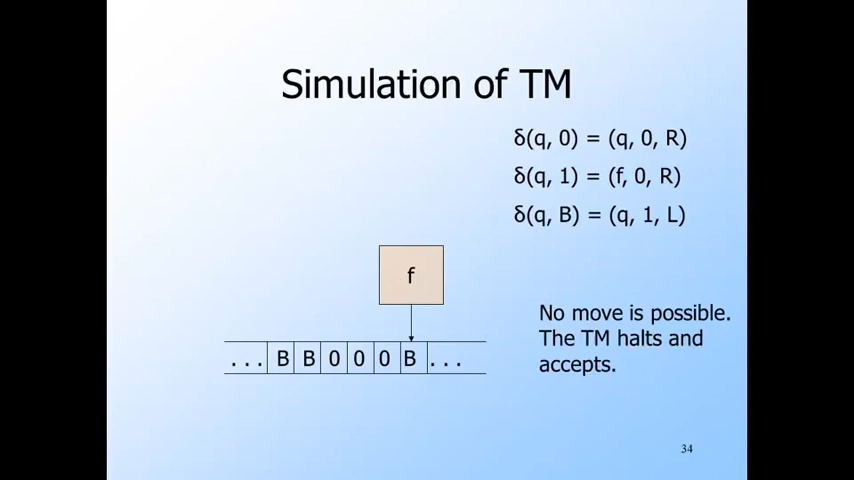 Simulation of TM
δ(q, 0) = (q, 0, R)
δ(q, 1) = (f, 0, R)
δ(q, B) = (q, 1, L)
f
No move is possible.
The TM halts and
accepts.
. . . B B 0 0 0 B . . .
34